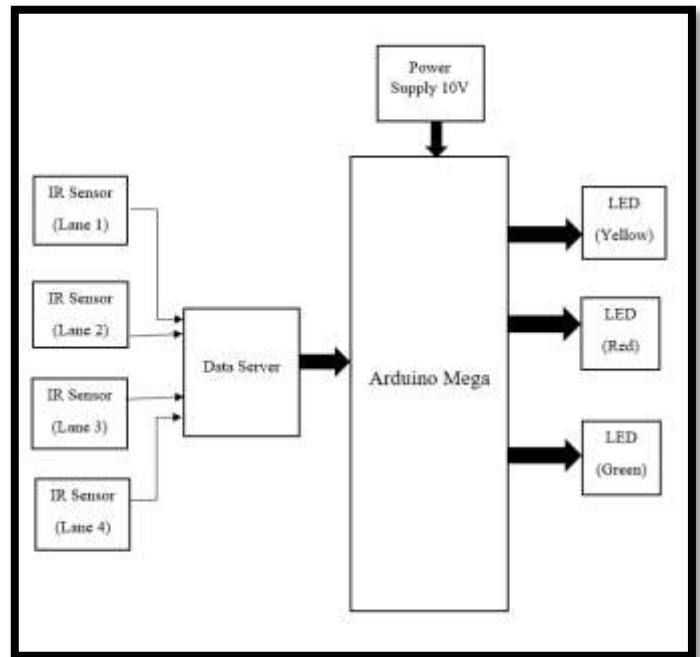 Power
Supply 10V
IR Sensor
(Lane 1)
IR Sensor
(Lane 2)
IR Sensor
(Lane 3)
IR Sensor
(Lane 4)
Data Server
Arduino Mega
LED
(Yellow)
LED
(Red)
LED
(Green)